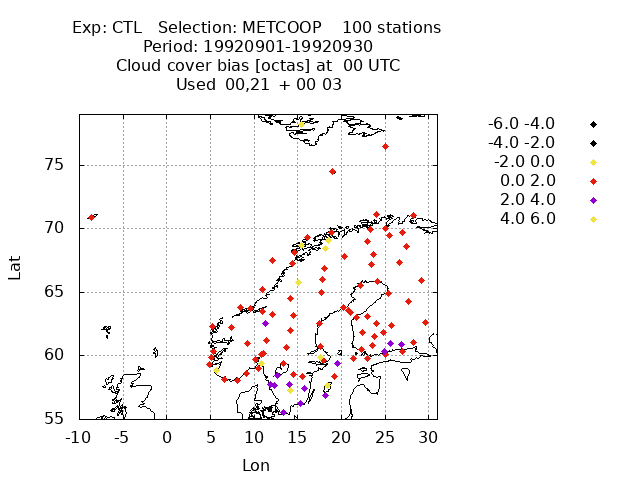 Exp: CTL   Selection: METCOOP    100 stations
Period: 19920901-19920930
Cloud cover bias [octas] at  00 UTC
Used  00,21  + 00 03
-6.0 -4.0
-4.0 -2.0
-2.0 0.0
0.0 2.0
2.0 4.0
4.0 6.0
75
70
65
60
55
Lat
-10 -5 0 5 10 15 20 25 30
Lon